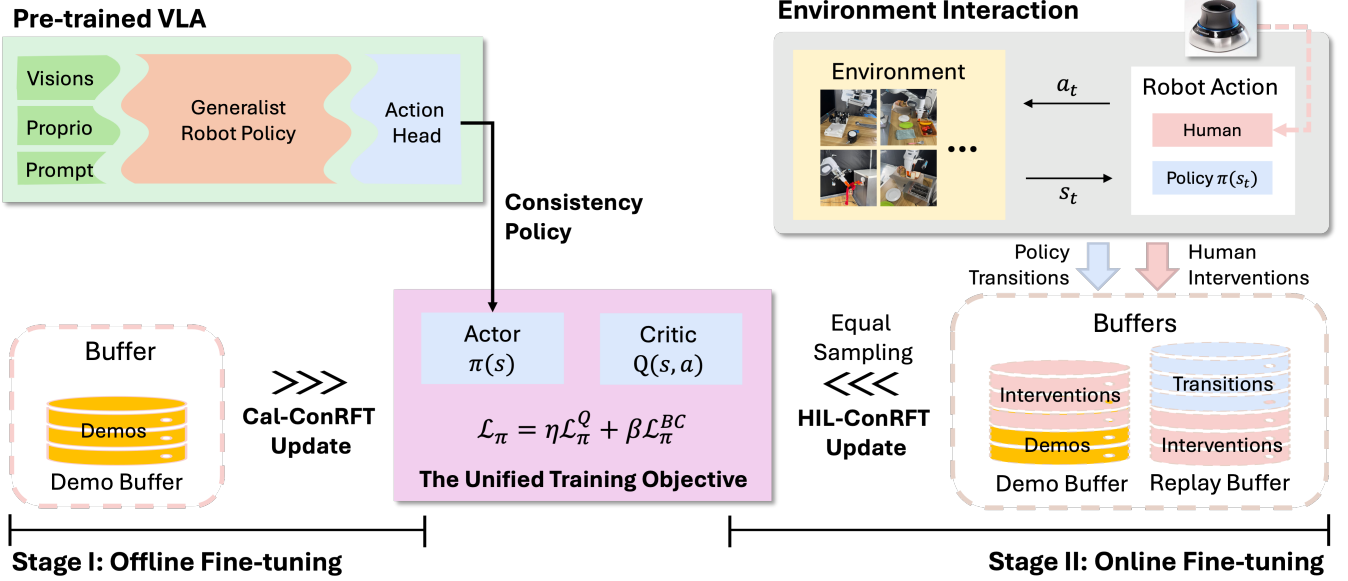 Pre-trained VLA
Visions
Proprio
Prompt
Generalist
Robot Policy
Action
Head
Consistency
Policy
Environment Interaction
Environment
...
a_t
s_t
Robot Action
Human
Policy π(s_t)
Policy
Transitions
Human
Interventions
Buffer
Demos
Demo Buffer
Cal-ConRFT
Update
Actor
π(s)
Critic
Q(s, a)
ℒ_π = ηℒ_π^Q + βℒ_π^BC
The Unified Training Objective
Equal
Sampling
HIL-ConRFT
Update
Buffers
Interventions
Demos
Demo Buffer
Transitions
Interventions
Replay Buffer
Stage I: Offline Fine-tuning
Stage II: Online Fine-tuning